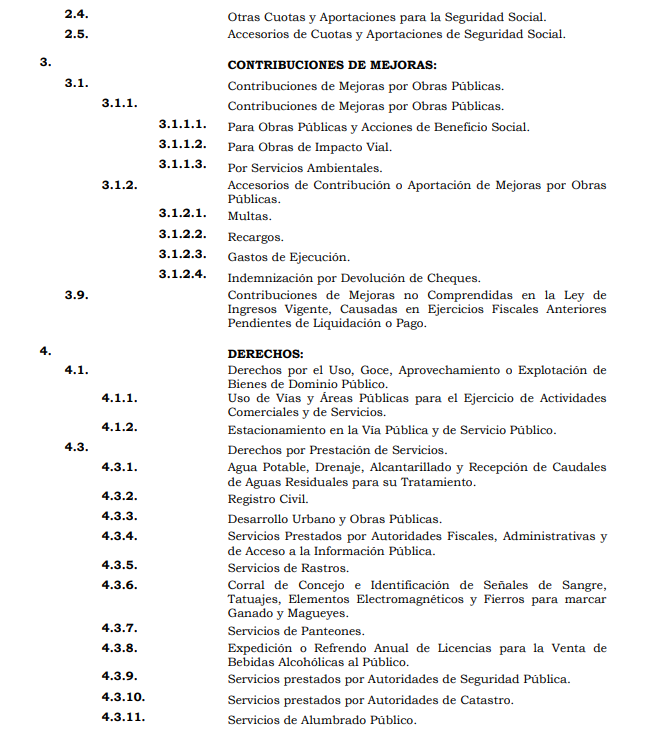 2.4. Otras Cuotas y Aportaciones para la Seguridad Social.
2.5. Accesorios de Cuotas y Aportaciones de Seguridad Social.
3. CONTRIBUCIONES DE MEJORAS:
3.1. Contribuciones de Mejoras por Obras Públicas.
3.1.1. Contribuciones de Mejoras por Obras Públicas.
3.1.1.1. Para Obras Públicas y Acciones de Beneficio Social.
3.1.1.2. Para Obras de Impacto Vial.
3.1.1.3. Por Servicios Ambientales.
3.1.2. Accesorios de Contribución o Aportación de Mejoras por Obras
Públicas.
3.1.2.1. Multas.
3.1.2.2. Recargos.
3.1.2.3. Gastos de Ejecución.
3.1.2.4. Indemnización por Devolución de Cheques.
3.9. Contribuciones de Mejoras no Comprendidas en la Ley de
Ingresos Vigente, Causadas en Ejercicios Fiscales Anteriores
Pendientes de Liquidación o Pago.
4. DERECHOS:
4.1. Derechos por el Uso, Goce, Aprovechamiento o Explotación de
Bienes de Dominio Público.
4.1.1. Uso de Vías y Áreas Públicas para el Ejercicio de Actividades
Comerciales y de Servicios.
4.1.2. Estacionamiento en la Vía Pública y de Servicio Público.
4.3. Derechos por Prestación de Servicios.
4.3.1. Agua Potable, Drenaje, Alcantarillado y Recepción de Caudales
de Aguas Residuales para su Tratamiento.
4.3.2. Registro Civil.
4.3.3. Desarrollo Urbano y Obras Públicas.
4.3.4. Servicios Prestados por Autoridades Fiscales, Administrativas y
de Acceso a la Información Pública.
4.3.5. Servicios de Rastros.
4.3.6. Corral de Concejo e Identificación de Señales de Sangre,
Tatuajes, Elementos Electromagnéticos y Fierros para marcar
Ganado y Magueyes.
4.3.7. Servicios de Panteones.
4.3.8. Expedición o Refrendo Anual de Licencias para la Venta de
Bebidas Alcohólicas al Público.
4.3.9. Servicios prestados por Autoridades de Seguridad Pública.
4.3.10. Servicios prestados por Autoridades de Catastro.
4.3.11. Servicios de Alumbrado Público.